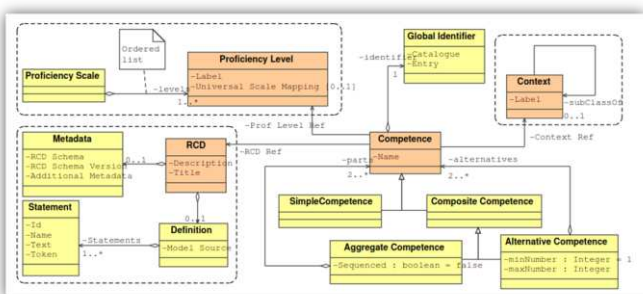 Ordered
list
Proficiency Level
-Label
-Universal Scale Mapping [0..1]
Proficiency Scale
-levels
1..*
Global Identifier
-Catalogue
-Entry
-identifier
1
Context
-Label
-subClassOf
0..1
-Context Ref
-Prof Level Ref
-RCD Ref
Competence
-Name
-parts
2..*
-alternatives
2..*
Metadata
-RCD Schema
-RCD Schema Version
-Additional Metadata
0..1
RCD
-Description
-Title
0..1
Statement
-Id
-Name
-Text
-Token
-Statements
1..*
Definition
-Model Source
SimpleCompetence
Composite Competence
Aggregate Competence
-Sequenced : boolean = false
Alternative Competence
-minNumber : Integer = 1
-maxNumber : Integer